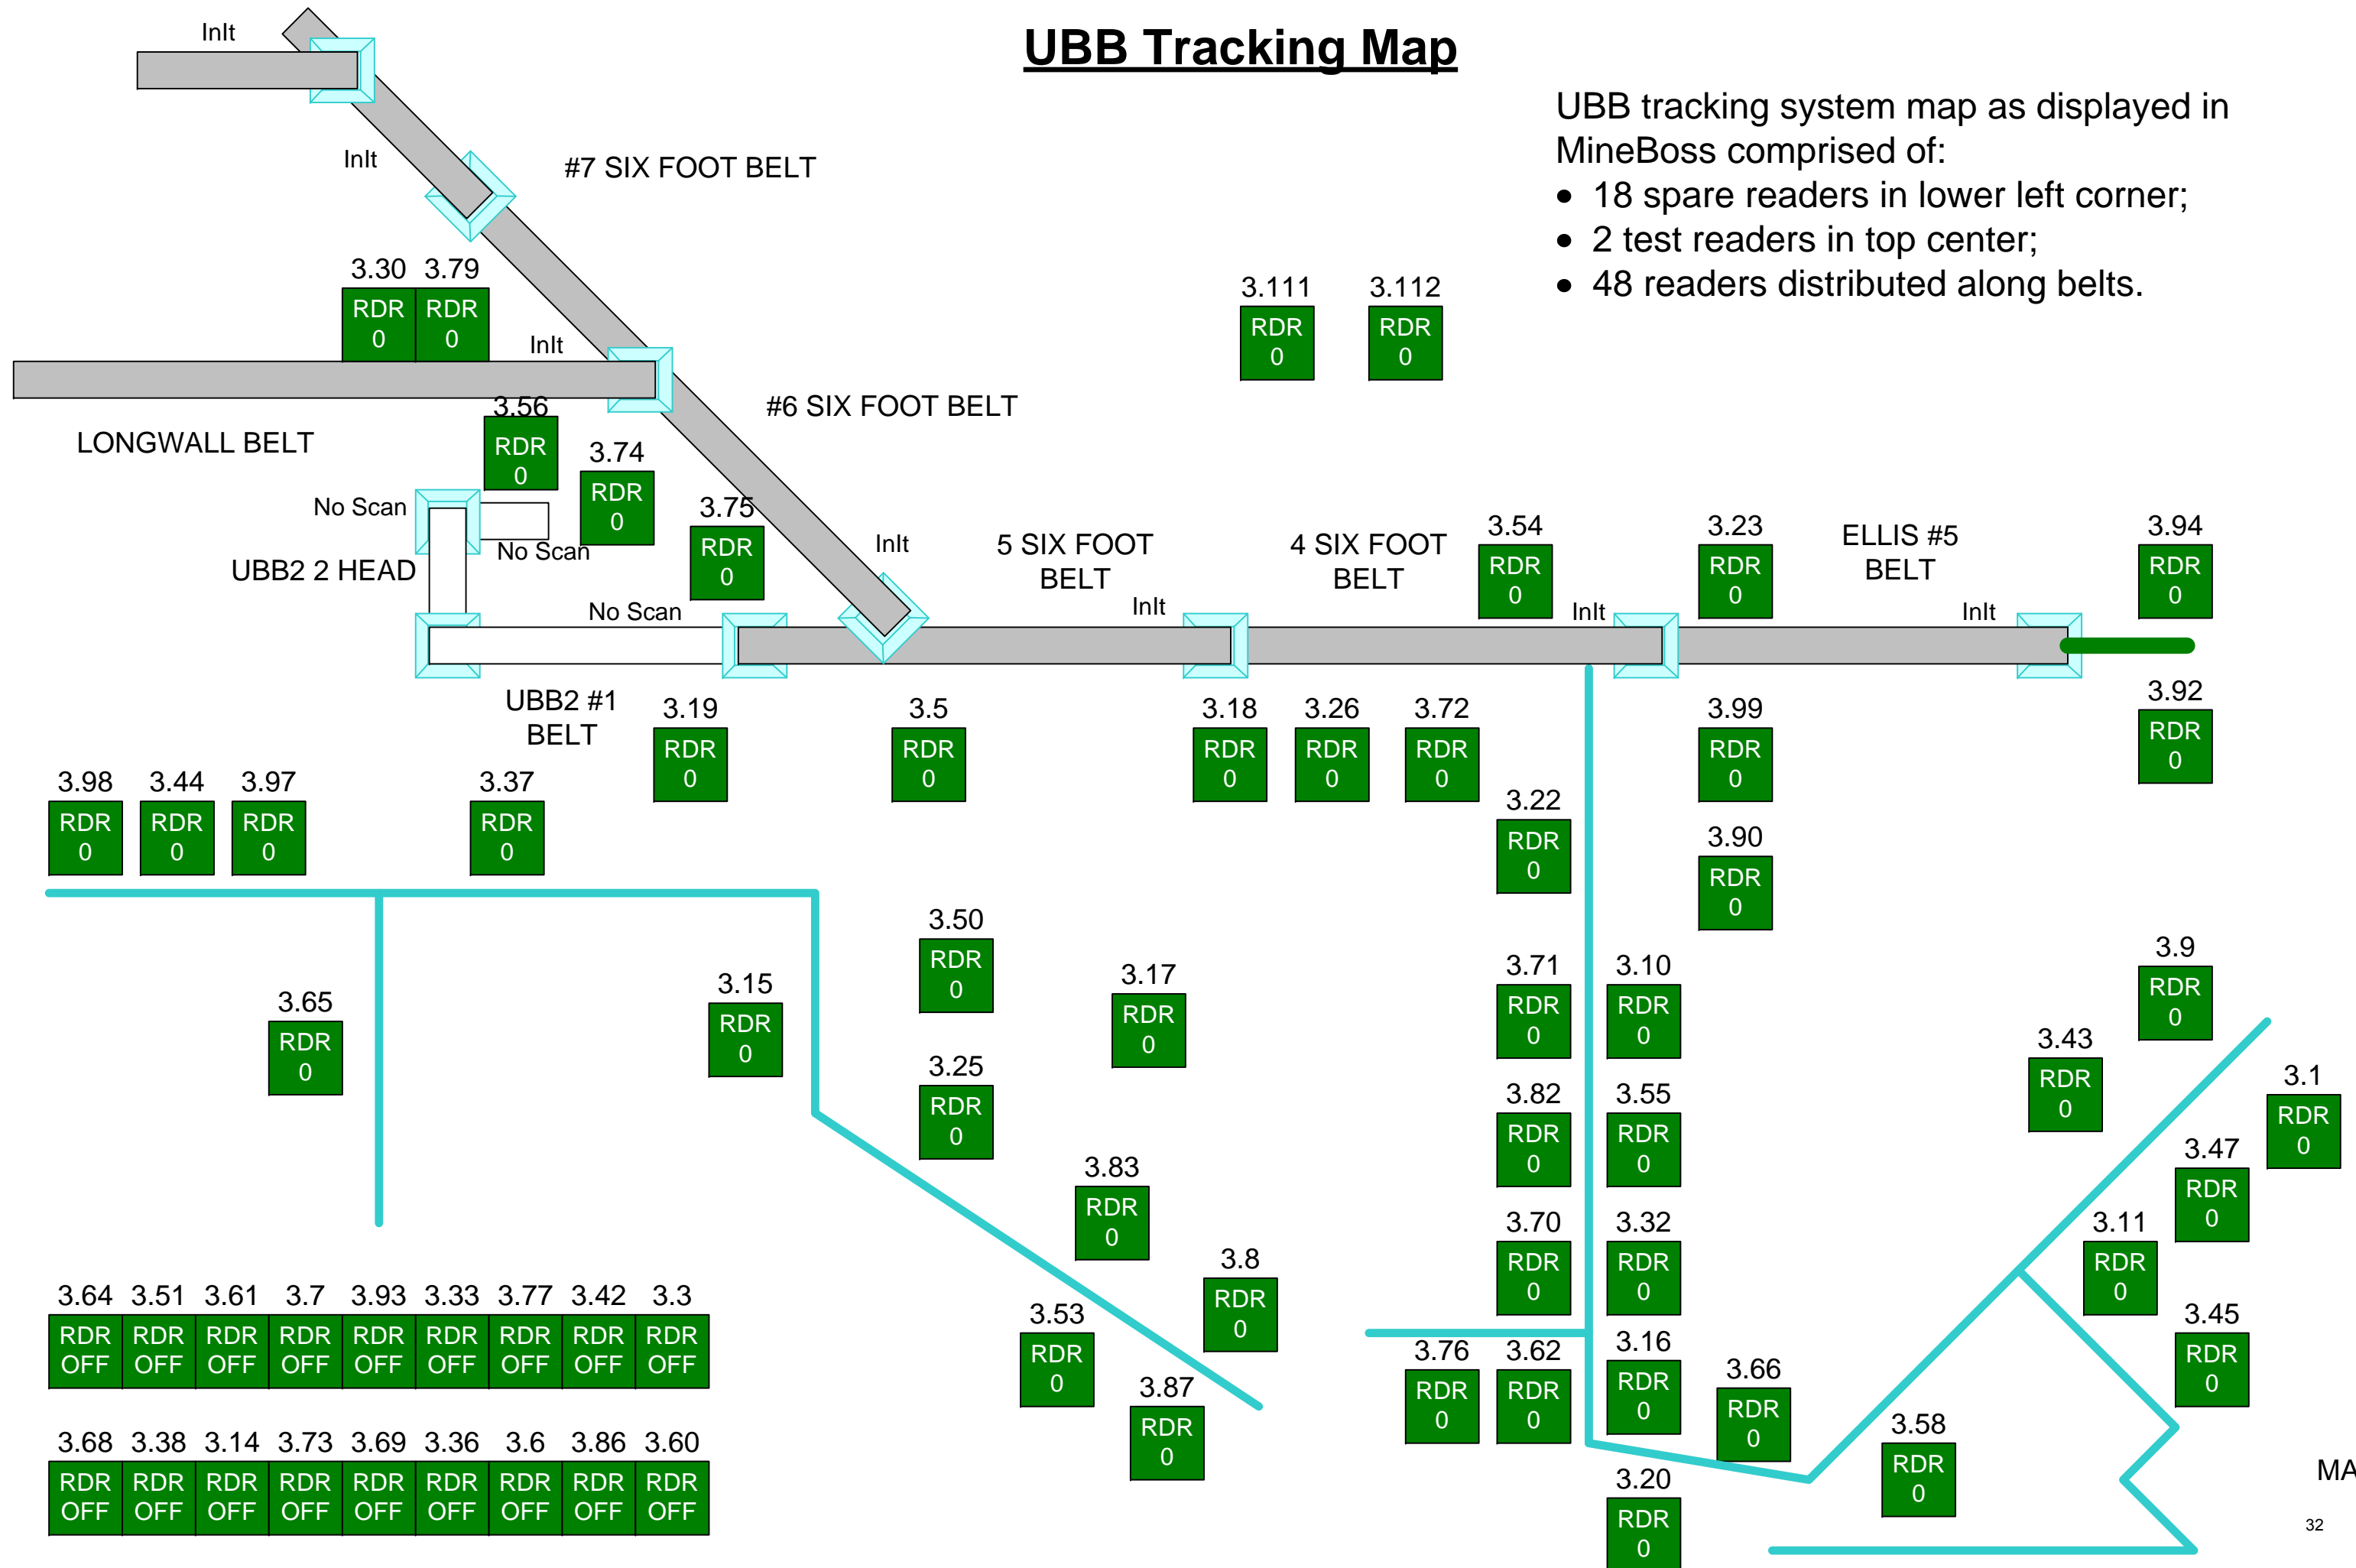 UBB Tracking Map
UBB tracking system map as displayed in
MineBoss comprised of:
• 18 spare readers in lower left corner;
• 2 test readers in top center;
• 48 readers distributed along belts.
InIt
InIt
#7 SIX FOOT BELT
3.30 3.79
RDR RDR
0 0
InIt
3.111 3.112
RDR RDR
0 0
#6 SIX FOOT BELT
LONGWALL BELT
3.56
RDR
0
3.74
RDR
0
3.75
RDR
0
No Scan
No Scan
UBB2 2 HEAD
No Scan
InIt
5 SIX FOOT
BELT
InIt
4 SIX FOOT
BELT
3.54
RDR
0
InIt
3.23
RDR
0
ELLIS #5
BELT
InIt
3.94
RDR
0
UBB2 #1
BELT
3.19
RDR
0
3.5
RDR
0
3.18 3.26 3.72
RDR RDR RDR
0 0 0
3.99
RDR
0
3.92
RDR
0
3.98 3.44 3.97 3.37
RDR RDR RDR RDR
0 0 0 0
3.22
RDR
0
3.90
RDR
0
3.50
RDR
0
3.17
RDR
0
3.15
RDR
0
3.65
RDR
0
3.25
RDR
0
3.71 3.10
RDR RDR
0 0
3.9
RDR
0
3.43
RDR
0
3.1
RDR
0
3.82 3.55
RDR RDR
0 0
3.47
RDR
0
3.83
RDR
0
3.70 3.32
RDR RDR
0 0
3.11
RDR
0
3.8
RDR
0
3.53
RDR
0
3.87
RDR
0
3.45
RDR
0
3.76 3.62
RDR RDR
0 0
3.16
RDR
0
3.66
RDR
0
3.58
RDR
0
3.20
RDR
0
3.64 3.51 3.61 3.7 3.93 3.33 3.77 3.42 3.3
RDR RDR RDR RDR RDR RDR RDR RDR RDR
OFF OFF OFF OFF OFF OFF OFF OFF OFF
3.68 3.38 3.14 3.73 3.69 3.36 3.6 3.86 3.60
RDR RDR RDR RDR RDR RDR RDR RDR RDR
OFF OFF OFF OFF OFF OFF OFF OFF OFF
MA
32